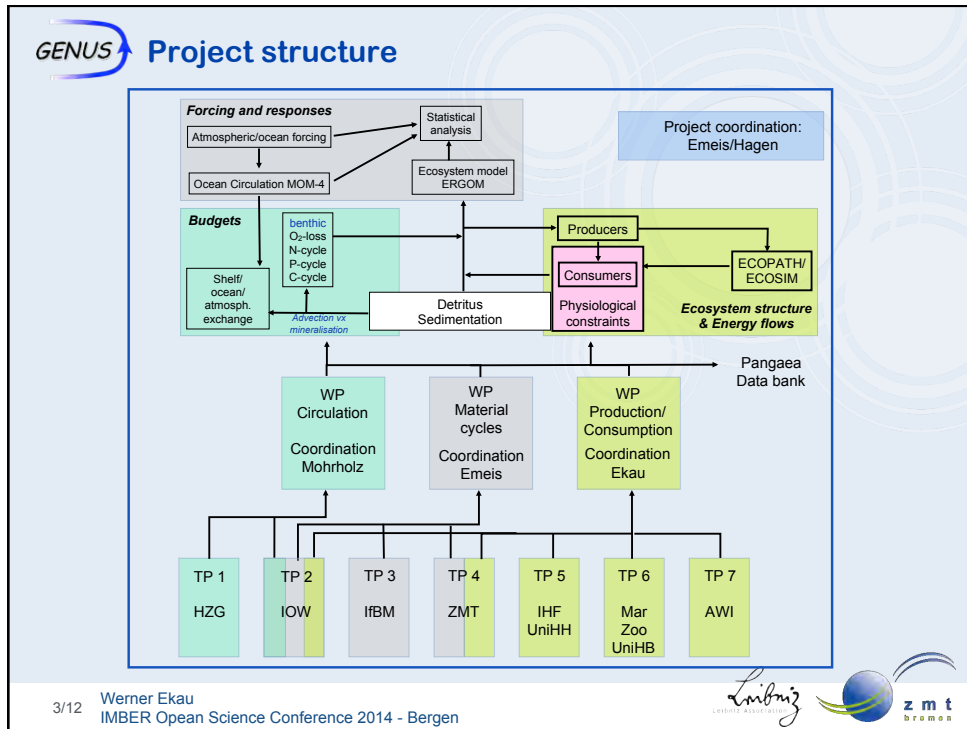 GENUS
Project structure
Forcing and responses
Atmospheric/ocean forcing
Ocean Circulation MOM-4
Statistical
analysis
Ecosystem model
ERGOM
Project coordination:
Emeis/Hagen
Budgets
benthic
O₂-loss
N-cycle
P-cycle
C-cycle
Shelf/
ocean/
atmosph.
exchange
Advection vx
mineralisation
Detritus
Sedimentation
Producers
Consumers
Physiological
constraints
ECOPATH/
ECOSIM
Ecosystem structure
& Energy flows
Pangaea
Data bank
WP
Circulation
Coordination
Mohrholz
WP
Material
cycles
Coordination
Emeis
WP
Production/
Consumption
Coordination
Ekau
TP 1
HZG
TP 2
IOW
TP 3
IfBM
TP 4
ZMT
TP 5
IHF
UniHH
TP 6
Mar
Zoo
UniHB
TP 7
AWI
3/12
Werner Ekau
IMBER Opean Science Conference 2014 - Bergen
Leibniz
Leibniz Association
zmt
bremen